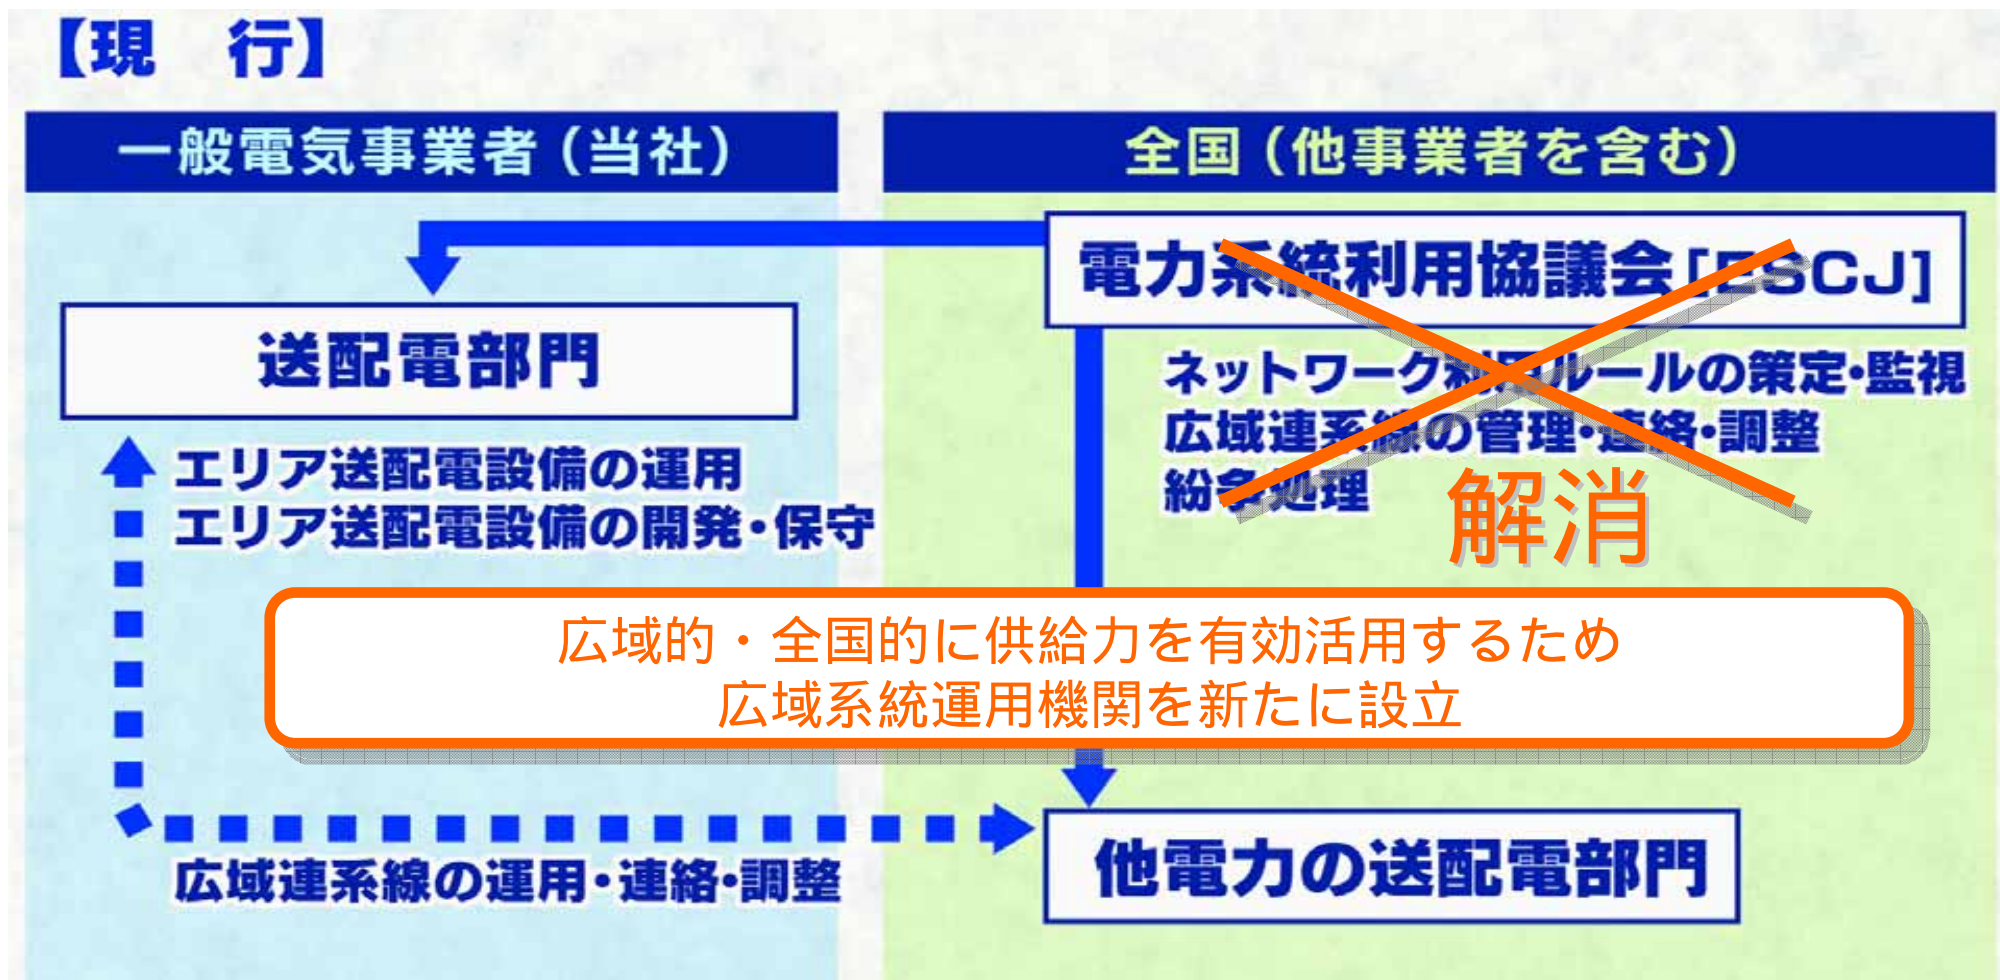 【現　行】
一般電気事業者（当社）
全国（他事業者を含む）
電力系統利用協議会［ESCJ］
送配電部門
ネットワーク利用ルールの策定・監視
広域連系線の管理・連絡・調整
紛争処理
解消
エリア送配電設備の運用
エリア送配電設備の開発・保守
広域的・全国的に供給力を有効活用するため
広域系統運用機関を新たに設立
他電力の送配電部門
広域連系線の運用・連絡・調整